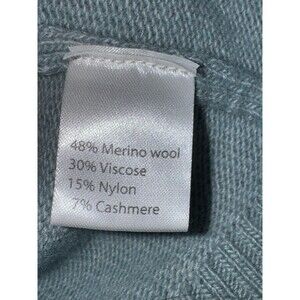 48% Merino wool
30% Viscose
15% Nylon
7% Cashmere